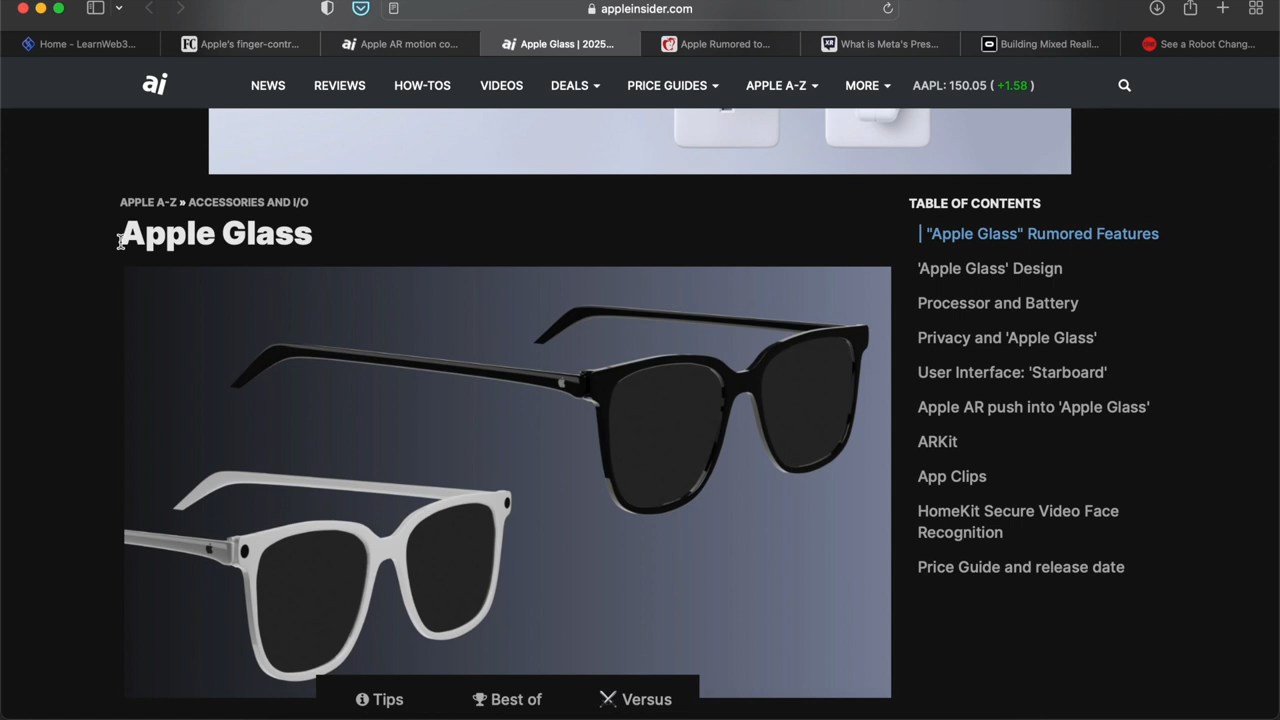 appleinsider.com
Home - LearnWeb3...
FC Apple's finger-contr...
ai Apple AR motion co...
ai Apple Glass | 2025...
Apple Rumored to...
XR What is Meta's Pres...
Building Mixed Reali...
See a Robot Chang...
ai
NEWS
REVIEWS
HOW-TOS
VIDEOS
DEALS
PRICE GUIDES
APPLE A-Z
MORE
AAPL: 150.05 ( +1.58 )
APPLE A-Z » ACCESSORIES AND I/O
Apple Glass
TABLE OF CONTENTS
"Apple Glass" Rumored Features
'Apple Glass' Design
Processor and Battery
Privacy and 'Apple Glass'
User Interface: 'Starboard'
Apple AR push into 'Apple Glass'
ARKit
App Clips
HomeKit Secure Video Face
Recognition
Price Guide and release date
Tips
Best of
Versus